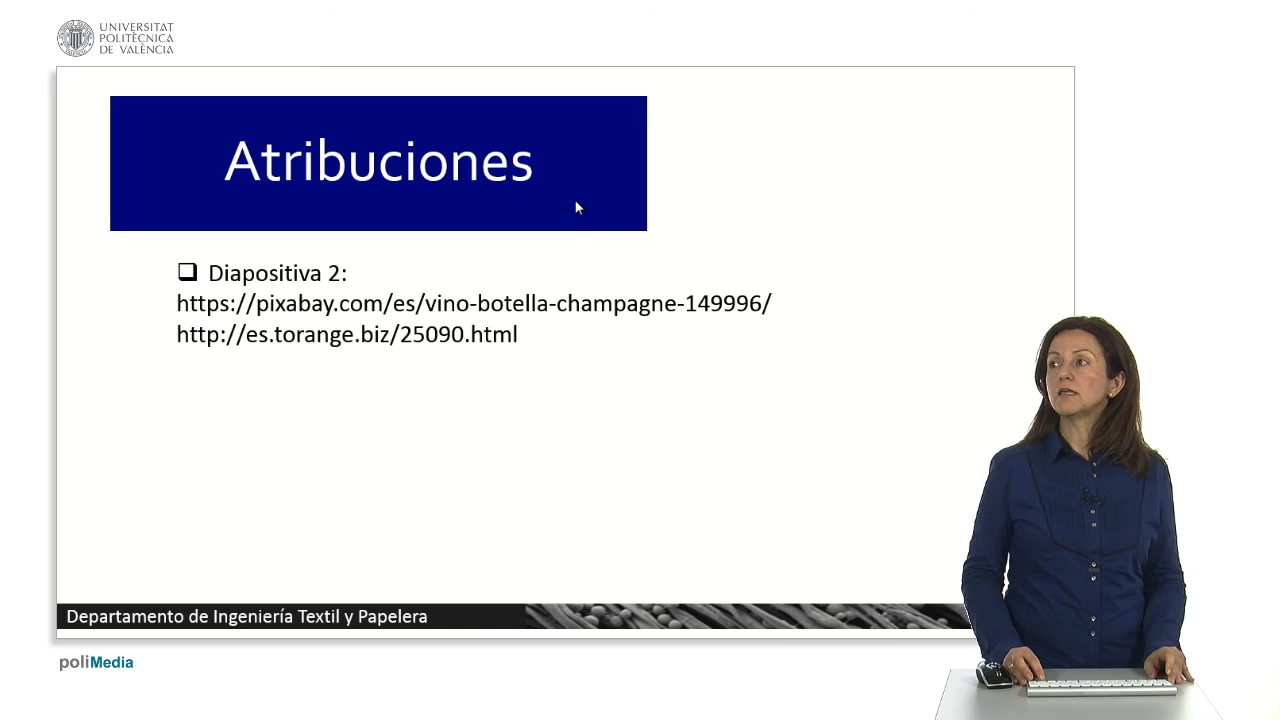 UNIVERSITAT
POLITÈCNICA
DE VALÈNCIA
Atribuciones
Diapositiva 2:
https://pixabay.com/es/vino-botella-champagne-149996/
http://es.torange.biz/25090.html
Departamento de Ingeniería Textil y Papelera
poliMedia